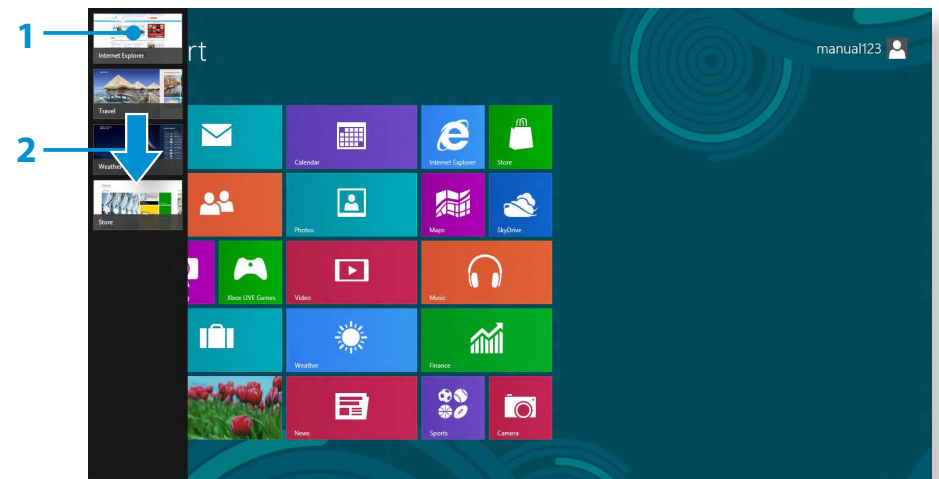 1
Internet Explorer
rt
manual123
Travel
2
Weather
Store
Calendar
Internet Explorer
Store
Photos
Maps
SkyDrive
g
Xbox LIVE Games
Video
Music
Weather
Finance
News
Sports
Camera